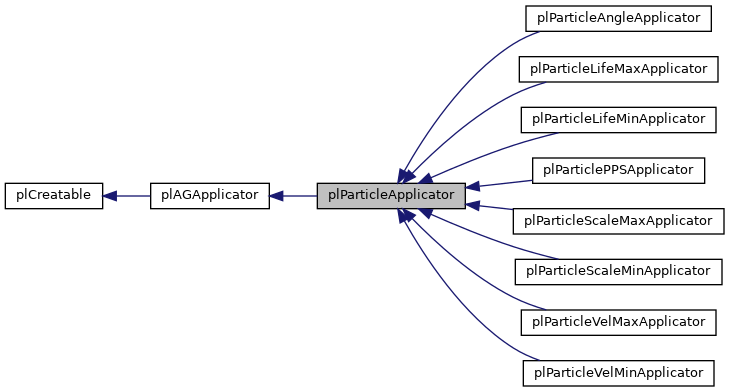 plParticleAngleApplicator
plParticleLifeMaxApplicator
plParticleLifeMinApplicator
plParticlePPSApplicator
plCreatable
plAGApplicator
plParticleApplicator
plParticleScaleMaxApplicator
plParticleScaleMinApplicator
plParticleVelMaxApplicator
plParticleVelMinApplicator